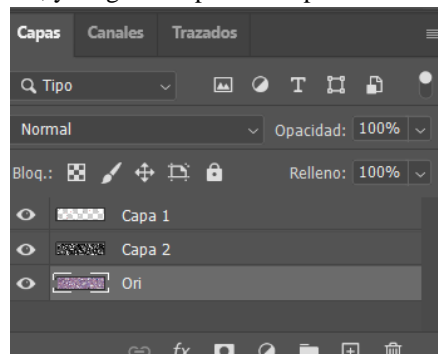 Capas Canales Trazados
Tipo
Normal Opacidad: 100%
Bloq.: Relleno: 100%
Capa 1
Capa 2
Ori
fx